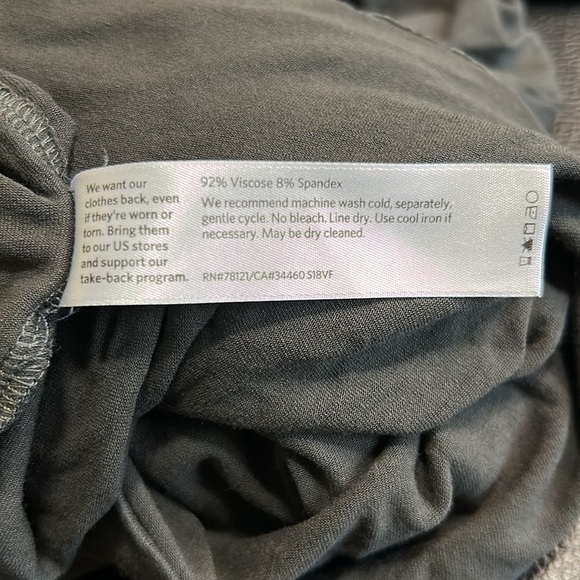 We want our
clothes back, even
if they're worn or
torn. Bring them
to our US stores
and support our
take-back program.
92% Viscose 8% Spandex
We recommend machine wash cold, separately,
gentle cycle. No bleach. Line dry. Use cool iron if
necessary. May be dry cleaned.
RN#78121/CA#34460 S18VF